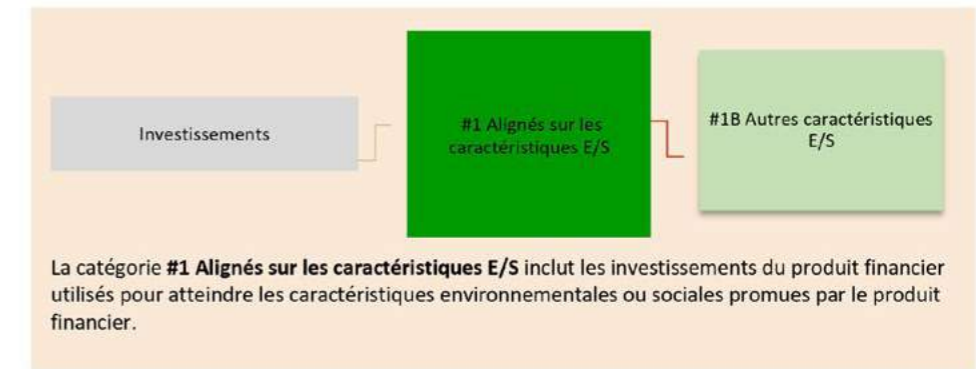 Investissements
#1 Alignés sur les
caractéristiques E/S
#1B Autres caractéristiques
E/S
La catégorie #1 Alignés sur les caractéristiques E/S inclut les investissements du produit financier
utilisés pour atteindre les caractéristiques environnementales ou sociales promues par le produit
financier.